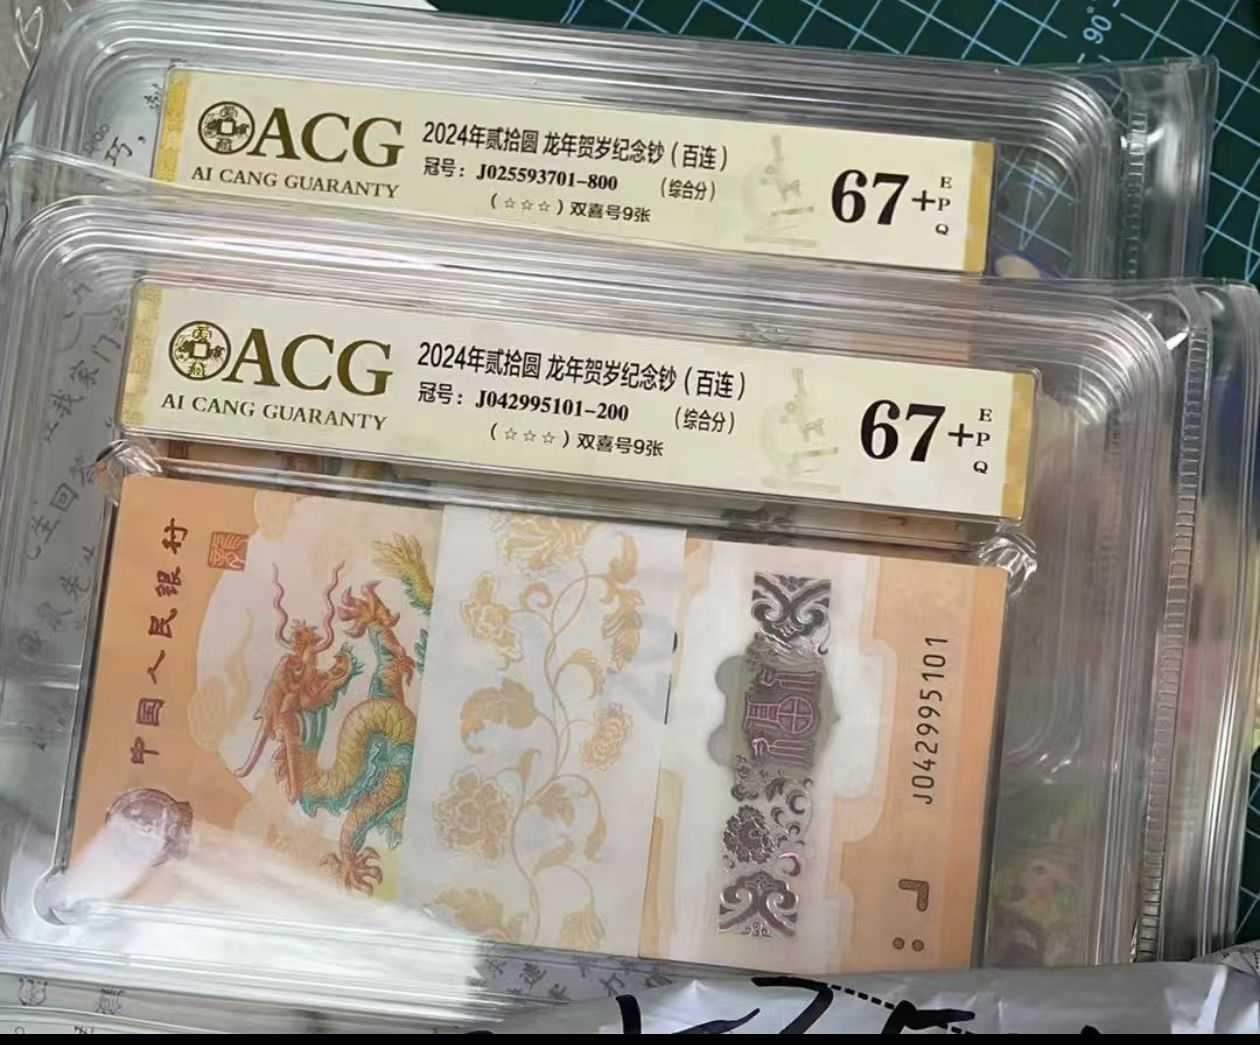 90°
ACG
AI CANG GUARANTY
2024年贰拾圆 龙年贺岁纪念钞（百连）
冠号：J025593701-800 （综合分）
（☆☆☆）双喜号9张
67+
EPQ
ACG
AI CANG GUARANTY
2024年贰拾圆 龙年贺岁纪念钞（百连）
冠号：J042995101-200 （综合分）
（☆☆☆）双喜号9张
67+
EPQ
中国人民银行
J042995101